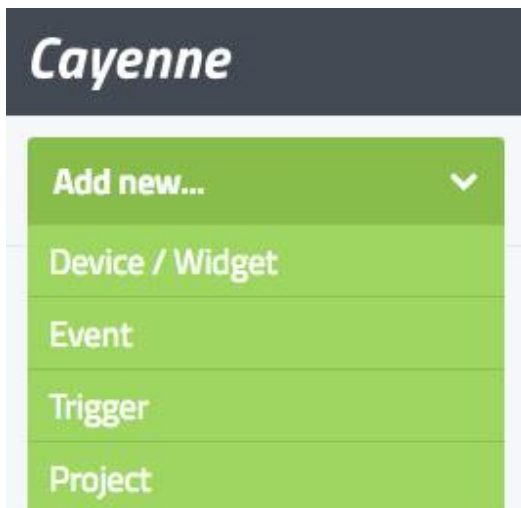 Cayenne
Add new...
Device / Widget
Event
Trigger
Project